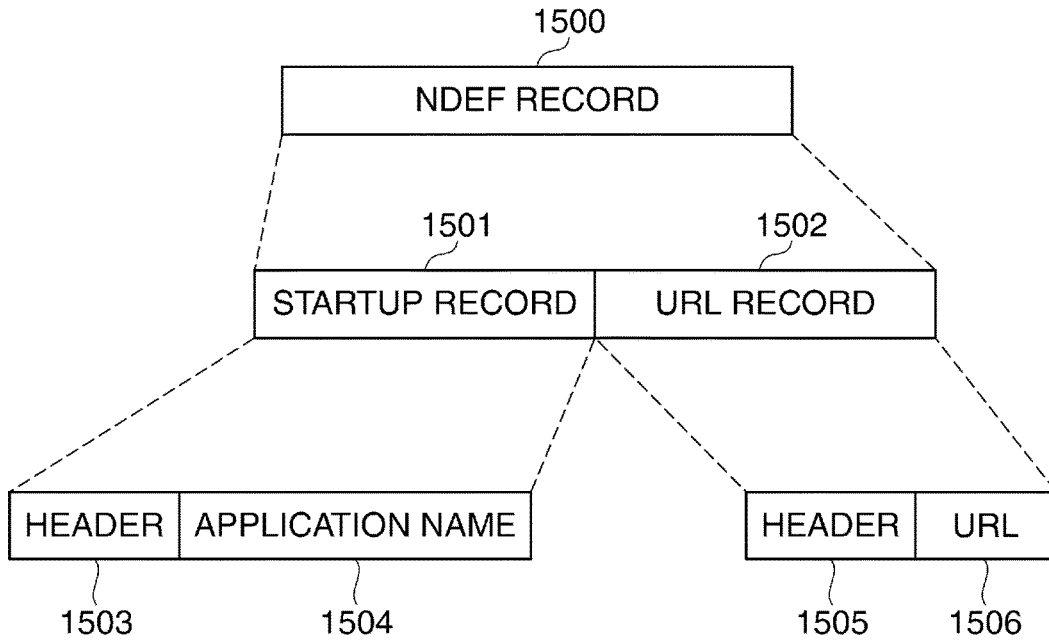 1500
NDEF RECORD
1501 1502
STARTUP RECORD URL RECORD
HEADER APPLICATION NAME HEADER URL
1503 1504 1505 1506